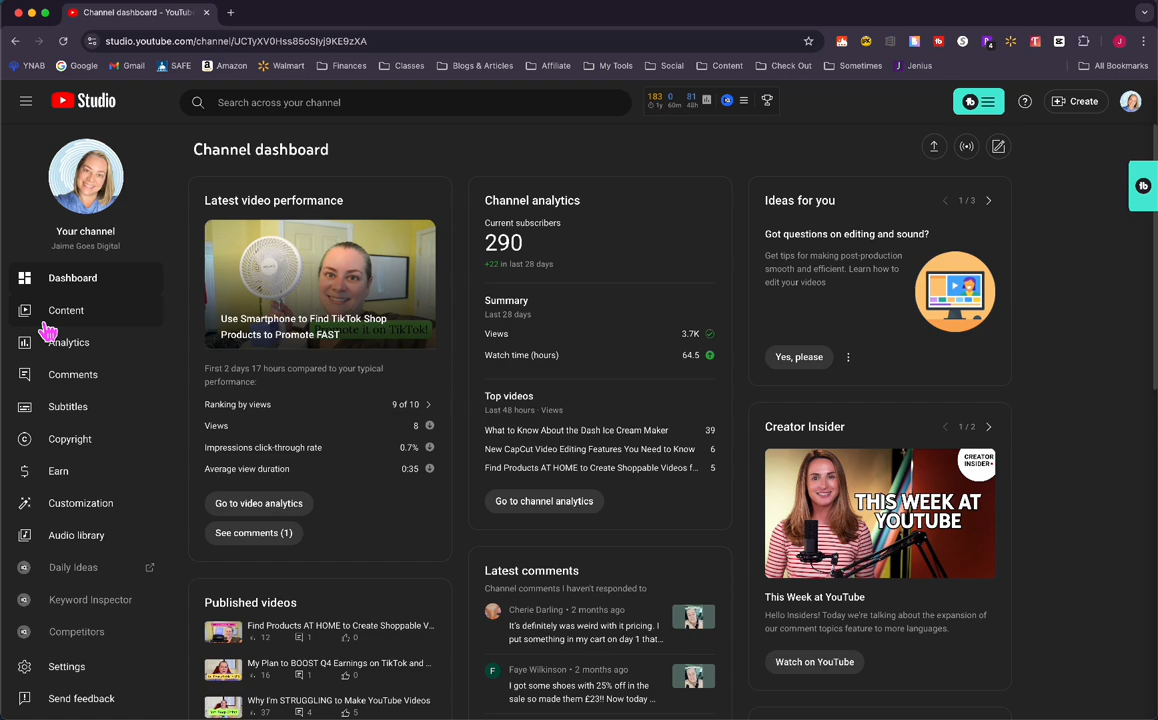 Channel dashboard - YouTube
studio.youtube.com/channel/UCTyXV0Hss85oSlyj9KE9zXA
YNAB
Google
Gmail
SAFE
Amazon
Walmart
Finances
Classes
Blogs & Articles
Affiliate
My Tools
Social
Content
Check Out
Sometimes
Jenius
All Bookmarks
Studio
Search across your channel
183 0 81
1y 60m 48h
Create
Your channel
Jaime Goes Digital
Dashboard
Content
Analytics
Comments
Subtitles
Copyright
Earn
Customization
Audio library
Daily Ideas
Keyword Inspector
Competitors
Settings
Send feedback
Channel dashboard
Latest video performance
Use Smartphone to Find TikTok Shop
Products to Promote FAST
Promote it on TikTok!
First 2 days 17 hours compared to your typical
performance:
Ranking by views 9 of 10
Views 8
Impressions click-through rate 0.7%
Average view duration 0:35
Go to video analytics
See comments (1)
Published videos
Find Products AT HOME to Create Shoppable V...
12 1 0
My Plan to BOOST Q4 Earnings on TikTok and ...
16 1 0
Why I'M STRUGGLING to Make YouTube Videos
37 4 5
Channel analytics
Current subscribers
290
+22 in last 28 days
Summary
Last 28 days
Views 3.7K
Watch time (hours) 64.5
Top videos
Last 48 hours · Views
What to Know About the Dash Ice Cream Maker 39
New CapCut Video Editing Features You Need to Know 6
Find Products AT HOME to Create Shoppable Videos f... 5
Go to channel analytics
Latest comments
Channel comments I haven't responded to
Cherie Darling • 2 months ago
It's definitely was weird with it pricing. I
put something in my cart on day 1 that...
F
Faye Wilkinson • 2 months ago
I got some shoes with 25% off in the
sale so made them £23!! Now today ...
Ideas for you
1 / 3
Got questions on editing and sound?
Get tips for making post-production
smooth and efficient. Learn how to
edit your videos
Yes, please
Creator Insider
1 / 2
CREATOR
INSIDER+
THIS WEEK AT
YOUTUBE
This Week at YouTube
Hello Insiders! Today we're talking about the expansion of
our comment topics feature to more languages.
Watch on YouTube